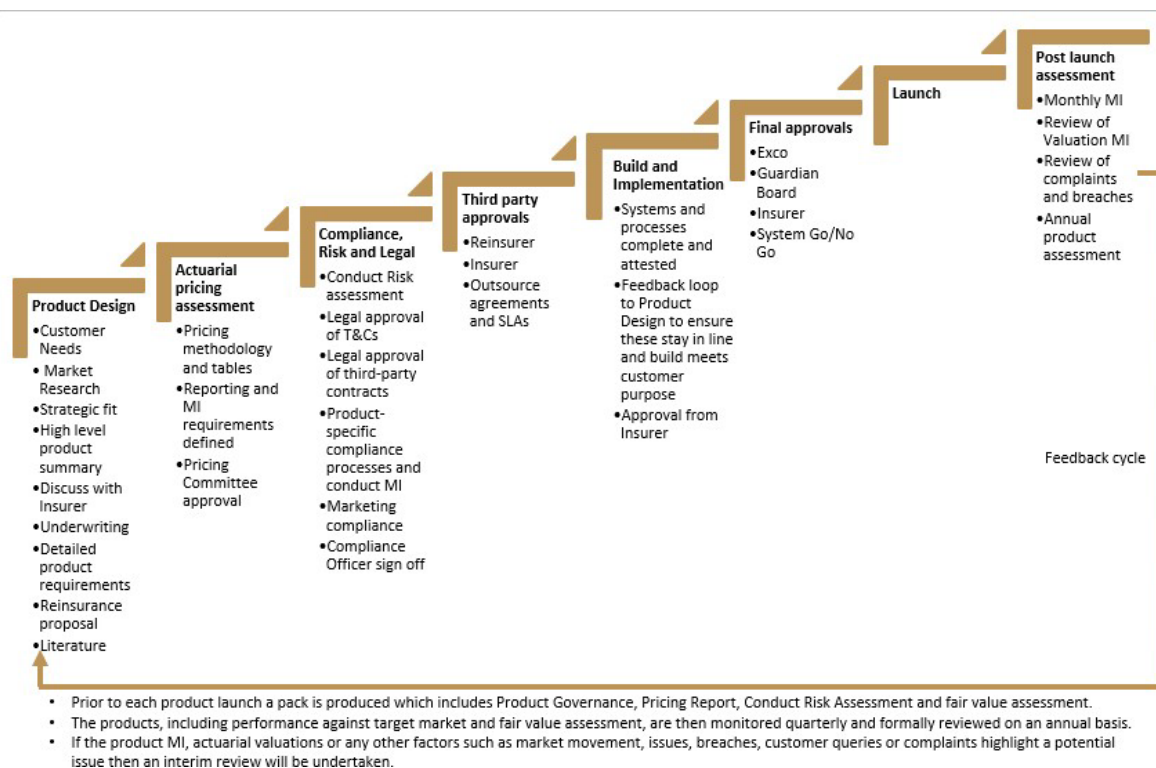 Product Design
•Customer
Needs
• Market
Research
•Strategic fit
•High level
product
summary
•Discuss with
Insurer
•Underwriting
•Detailed
product
requirements
•Reinsurance
proposal
•Literature
Actuarial
pricing
assessment
•Pricing
methodology
and tables
•Reporting and
MI
requirements
defined
•Pricing
Committee
approval
Compliance,
Risk and Legal
•Conduct Risk
assessment
•Legal approval
of T&Cs
•Legal approval
of third-party
contracts
•Product-
specific
compliance
processes and
conduct MI
•Marketing
compliance
•Compliance
Officer sign off
Third party
approvals
•Reinsurer
•Insurer
•Outsource
agreements
and SLAs
Build and
Implementation
•Systems and
processes
complete and
attested
•Feedback loop
to Product
Design to ensure
these stay in line
and build meets
customer
purpose
•Approval from
Insurer
Final approvals
•Exco
•Guardian
Board
•Insurer
•System Go/No
Go
Launch
Post launch
assessment
•Monthly MI
•Review of
Valuation MI
•Review of
complaints
and breaches
•Annual
product
assessment
Feedback cycle
• Prior to each product launch a pack is produced which includes Product Governance, Pricing Report, Conduct Risk Assessment and fair value assessment.
• The products, including performance against target market and fair value assessment, are then monitored quarterly and formally reviewed on an annual basis.
• If the product MI, actuarial valuations or any other factors such as market movement, issues, breaches, customer queries or complaints highlight a potential
issue then an interim review will be undertaken.